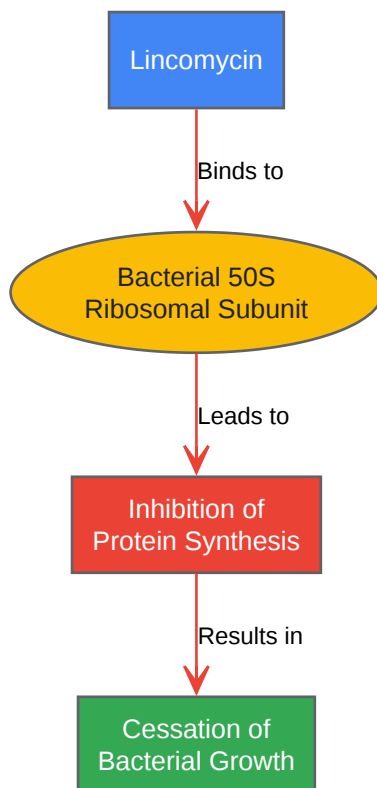 Lincomycin
Binds to
Bacterial 50S
Ribosomal Subunit
Leads to
Inhibition of
Protein Synthesis
Results in
Cessation of
Bacterial Growth